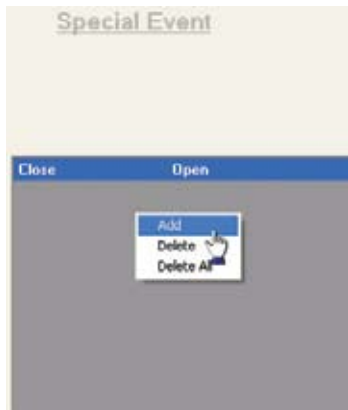 Special Event
Close Open
Add
Delete
Delete All